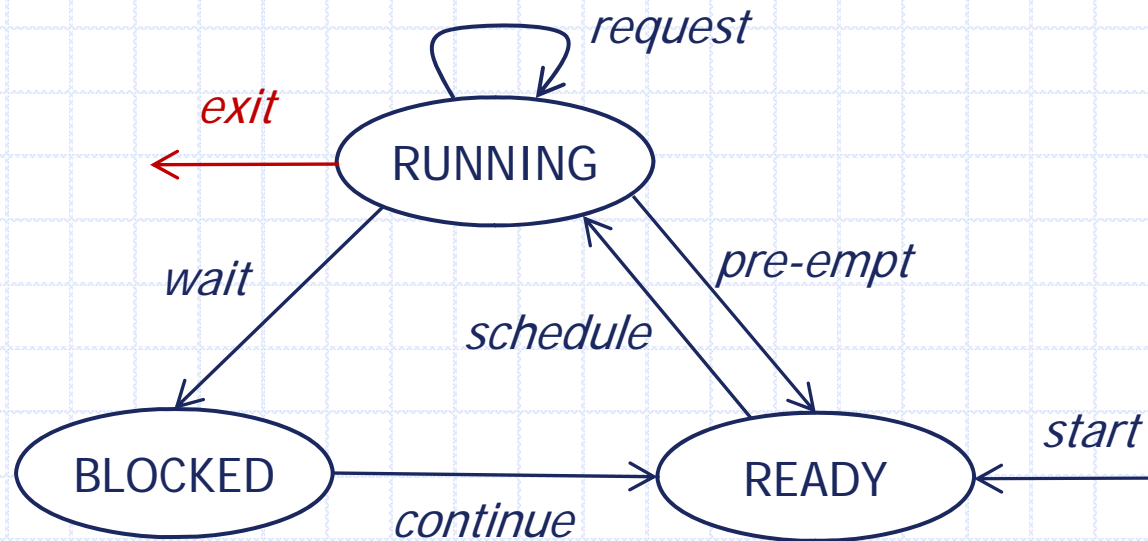 request
exit
RUNNING
pre-empt
wait
schedule
start
BLOCKED
READY
continue